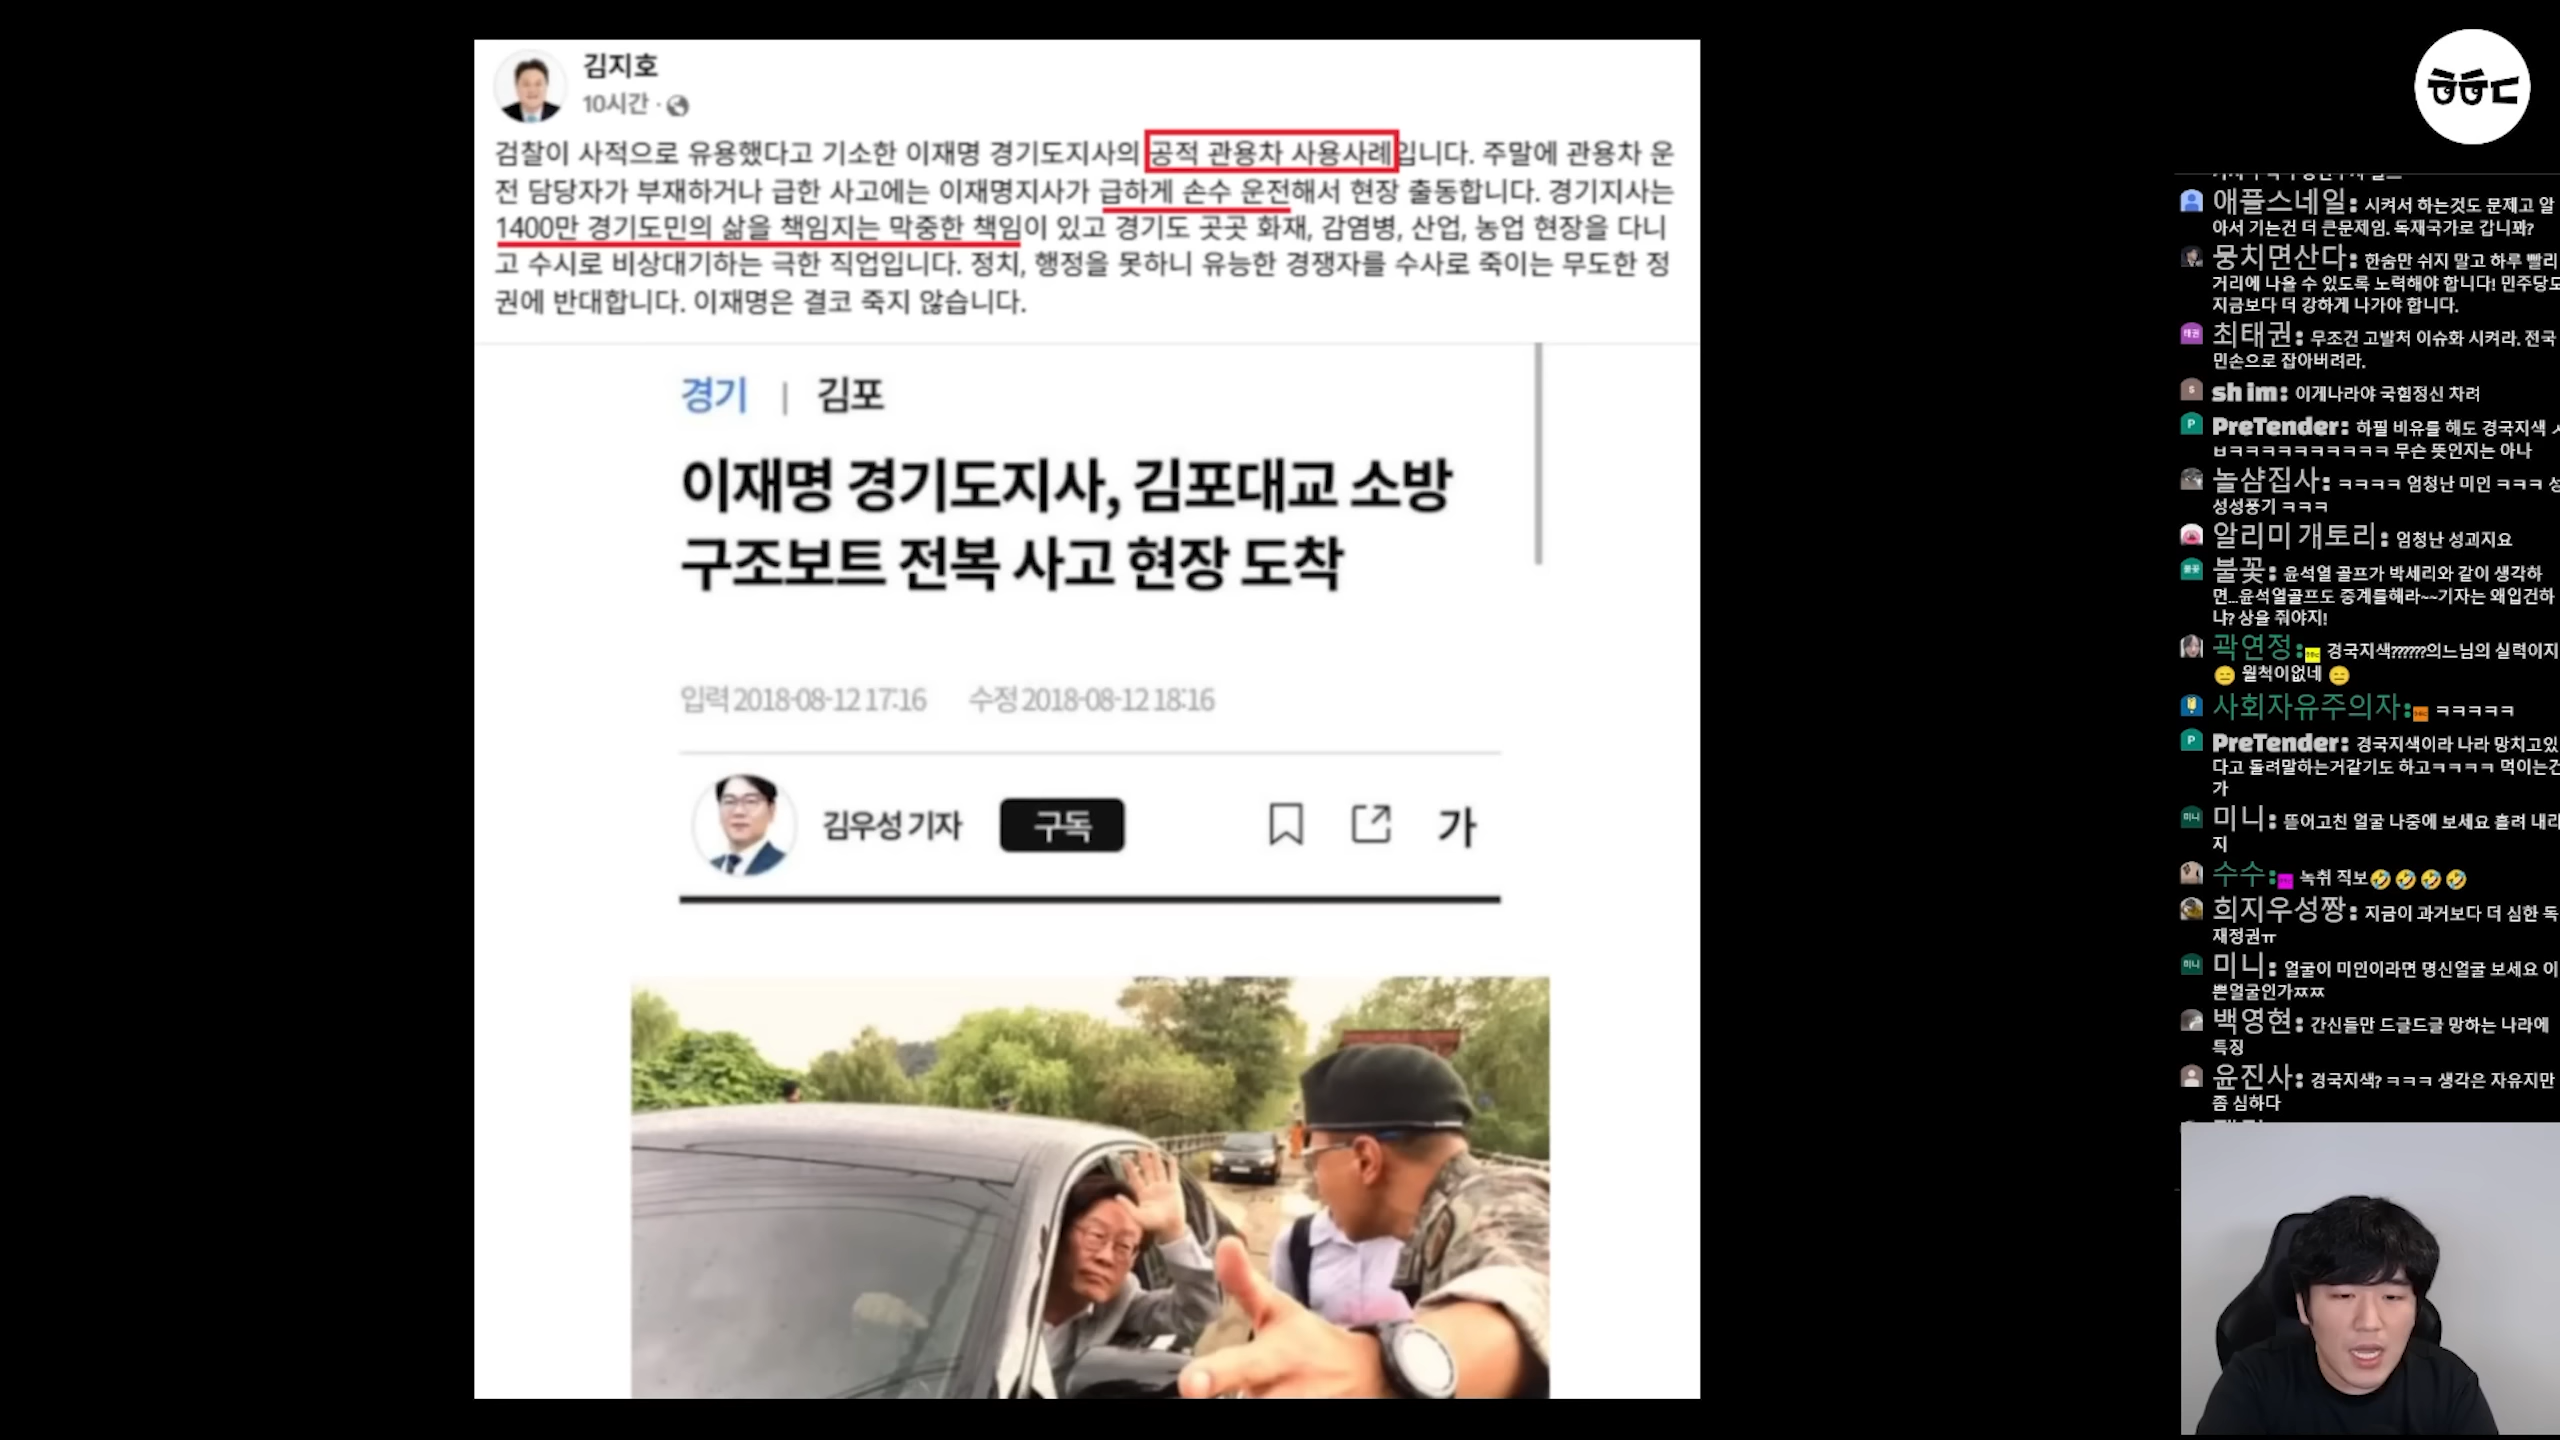 김지호
10시간 ·
검찰이 사적으로 유용했다고 기소한 이재명 경기도지사의 공적 관용차 사용사례입니다. 주말에 관용차 운
전 담당자가 부재하거나 급한 사고에는 이재명지사가 급하게 손수 운전해서 현장 출동합니다. 경기지사는
1400만 경기도민의 삶을 책임지는 막중한 책임이 있고 경기도 곳곳 화재, 감염병, 산업, 농업 현장을 다니
고 수시로 비상대기하는 극한 직업입니다. 정치, 행정을 못하니 유능한 경쟁자를 수사로 죽이는 무도한 정
권에 반대합니다. 이재명은 결코 죽지 않습니다.
경기 | 김포
이재명 경기도지사, 김포대교 소방
구조보트 전복 사고 현장 도착
입력 2018-08-12 17:16 수정 2018-08-12 18:16
김우성 기자 구독 가
ㅎㅎㄷ
애플스네일: 시켜서 하는것도 문제고 알
아서 기는건 더 큰문제임. 독재국가로 갑니꽈?
뭉치면산다: 한숨만 쉬지 말고 하루 빨리
거리에 나올 수 있도록 노력해야 합니다! 민주당도
지금보다 더 강하게 나가야 합니다.
최태권: 무조건 고발처 이슈화 시켜라. 전국
민손으로 잡아버려라.
sh im: 이게나라야 국힘정신 차려
PreTender: 하필 비유를 해도 경국지색 ㅅ
ㅂㅋㅋㅋㅋㅋㅋㅋㅋㅋㅋ 무슨 뜻인지는 아나
놀샴집사: ㅋㅋㅋㅋ 엄청난 미인 ㅋㅋㅋ 성
성성풍기 ㅋㅋㅋ
알리미 개토리: 엄청난 성괴지요
불꽃: 윤석열 골프가 박세리와 같이 생각하
면...윤석열골프도 중계를해라~~기자는 왜입건하
냐? 상을 줘야지!
곽연정: 경국지색??????의느님의 실력이지
월척이없네
사회자유주의자: ㅋㅋㅋㅋㅋ
PreTender: 경국지색이라 나라 망치고있
다고 돌려말하는거같기도 하고ㅋㅋㅋㅋ 먹이는건
가
미니: 뜯어고친 얼굴 나중에 보세요 흘려 내리
지
수수: 녹취 직보🤣🤣🤣🤣
희지우성짱: 지금이 과거보다 더 심한 독
재정권ㅠ
미니: 얼굴이 미인이라면 명신얼굴 보세요 이
쁜얼굴인가ㅉㅉ
백영현: 간신들만 드글드글 망하는 나라에
특징
윤진사: 경국지색? ㅋㅋㅋ 생각은 자유지만
좀 심하다